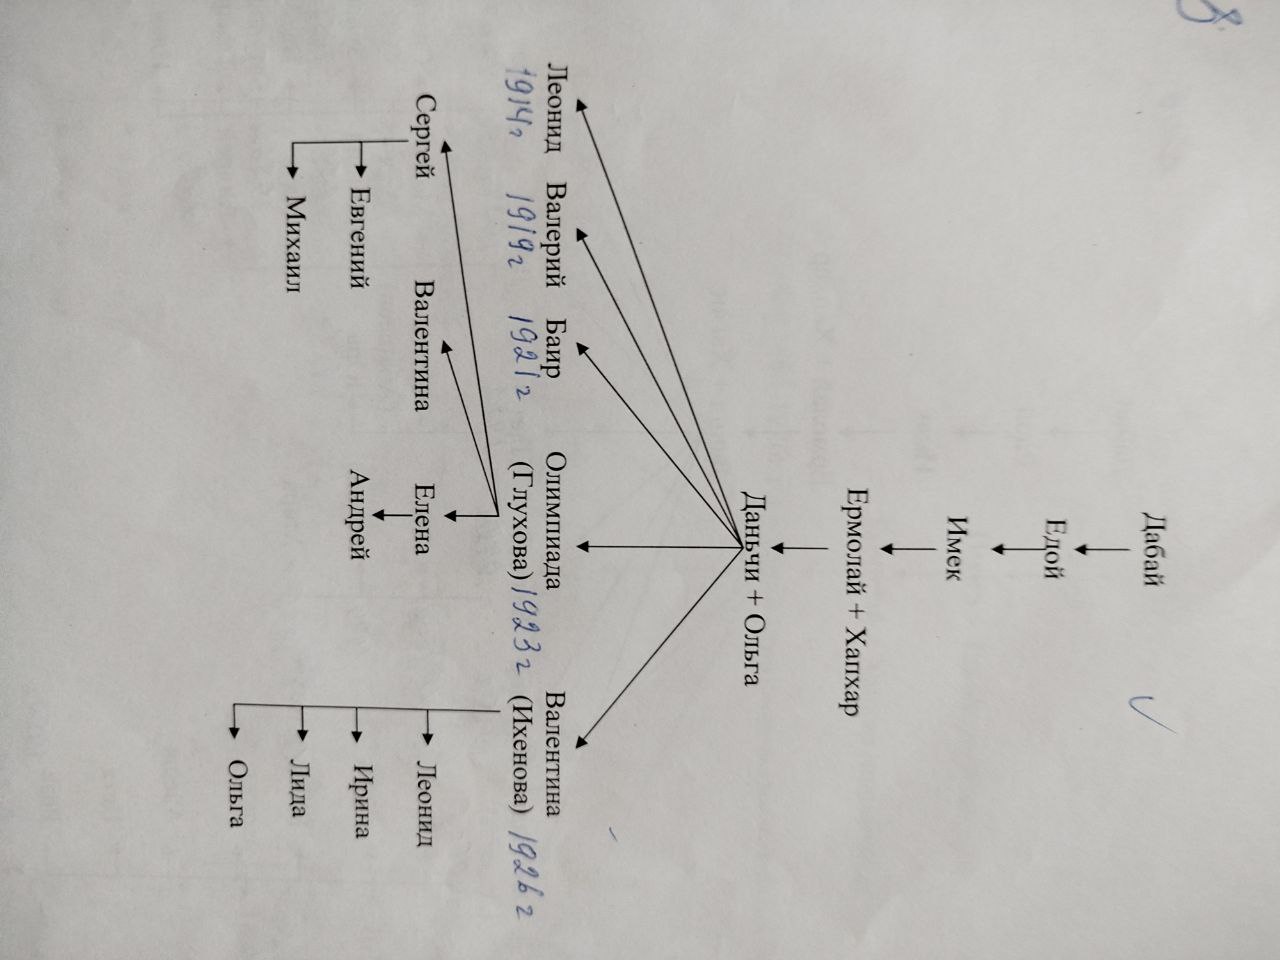 8
Дабай
Едой
Имек
Ермолай + Хапхар
Даньчи + Ольга
Леонид Валерий Баир Олимпиада Валентина
1914г 1919г 1921г (Глухова) 1923г (Ихенова) 1926г
Сергей Валентина Елена Леонид
Евгений Андрей Ирина
Михаил Лида
Ольга